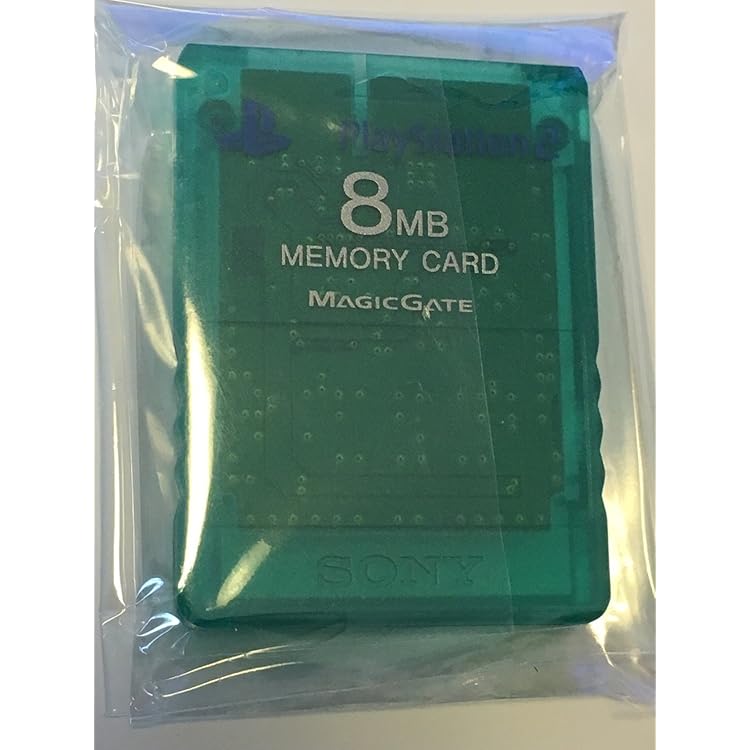 PlayStation 2
8MB
MEMORY CARD
MAGICGATE
SONY